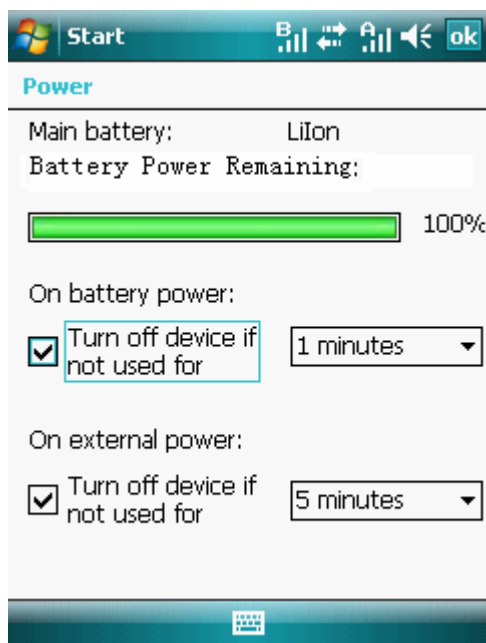 Start B A ok
Power
Main battery: LiIon
Battery Power Remaining:
100%
On battery power:
Turn off device if
not used for
1 minutes
On external power:
Turn off device if
not used for
5 minutes